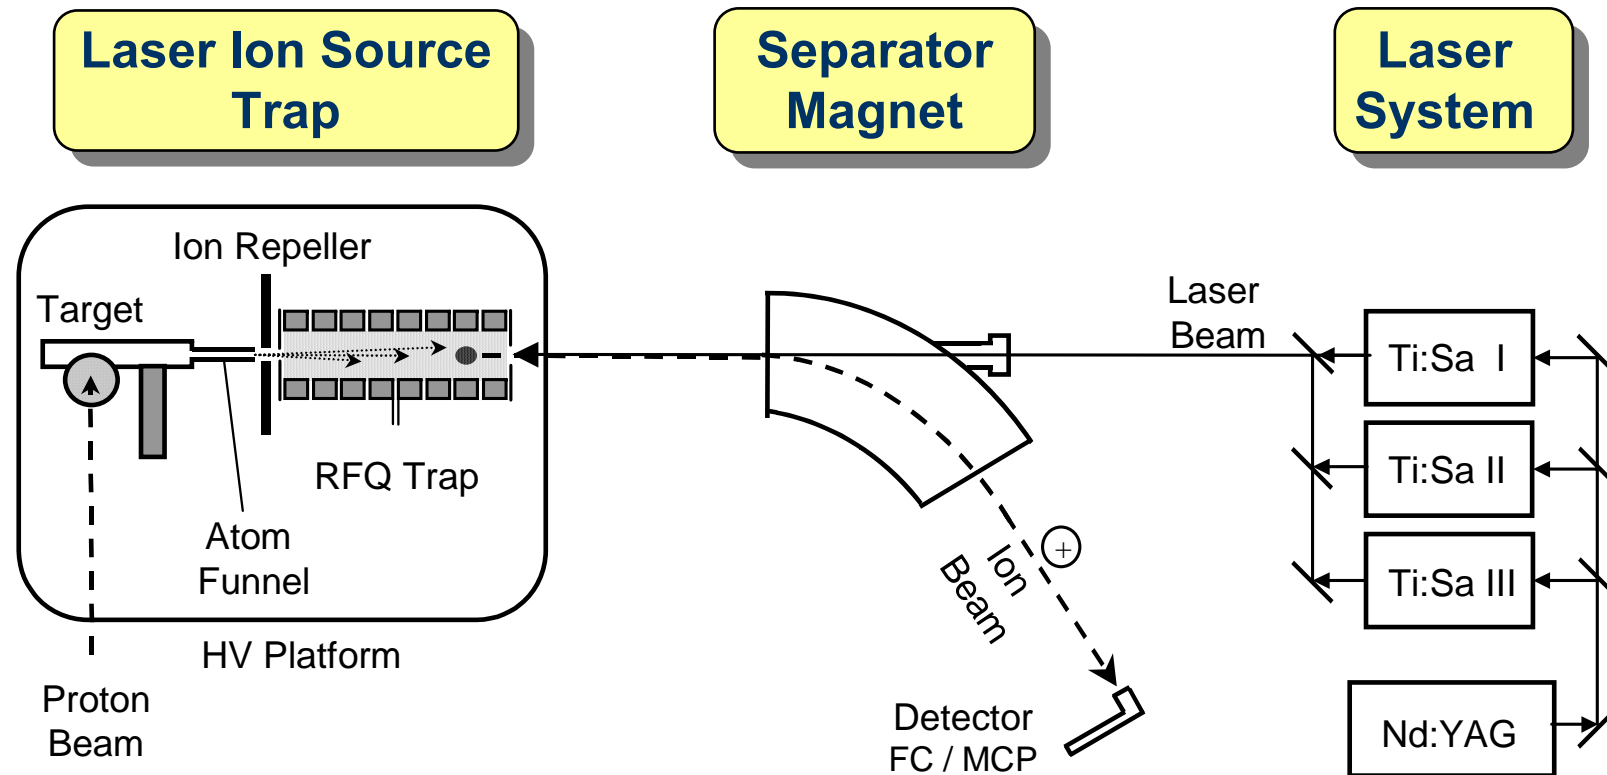 Laser Ion Source
Trap
Separator
Magnet
Laser
System
Ion Repeller
Target
RFQ Trap
Atom
Funnel
HV Platform
Proton
Beam
Laser
Beam
Ti:Sa I
Ti:Sa II
Ti:Sa III
Nd:YAG
+
Ion
Beam
Detector
FC / MCP